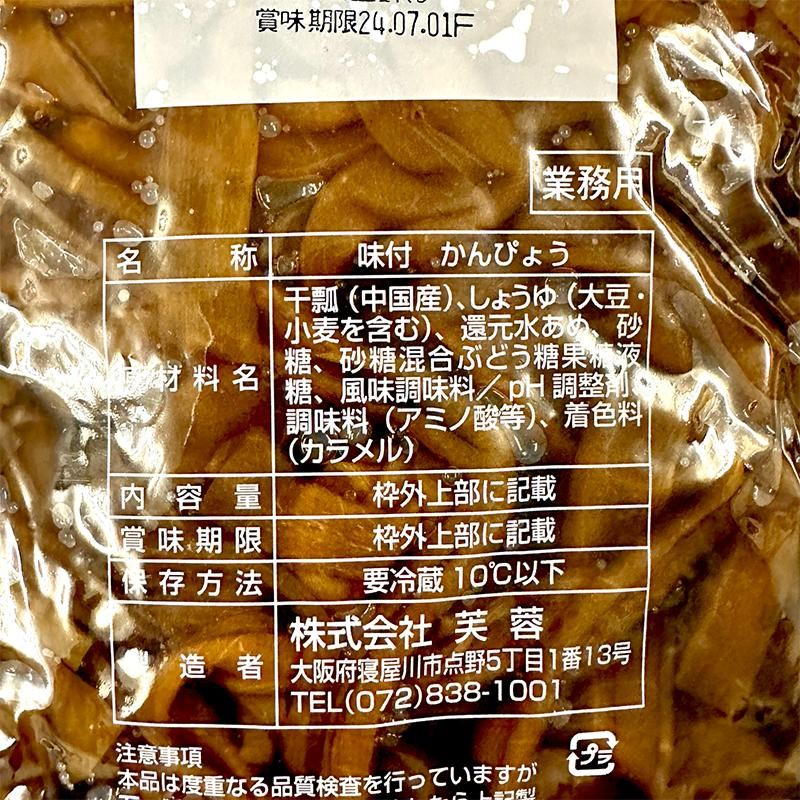 賞味期限24.07.01F
業務用
名称 味付 かんぴょう
干瓢(中国産)、しょうゆ(大豆・
小麦を含む)、還元水あめ、砂
糖、砂糖混合ぶどう糖果糖液
原材料名 糖、風味調味料/pH調整剤、
調味料(アミノ酸等)、着色料
(カラメル)
内容量 枠外上部に記載
賞味期限 枠外上部に記載
保存方法 要冷蔵10℃以下
株式会社 芙蓉
製造者 大阪府寝屋川市点野5丁目1番13号
TEL(072)838-1001
注意事項
本品は度重なる品質検査を行っていますが
プラ